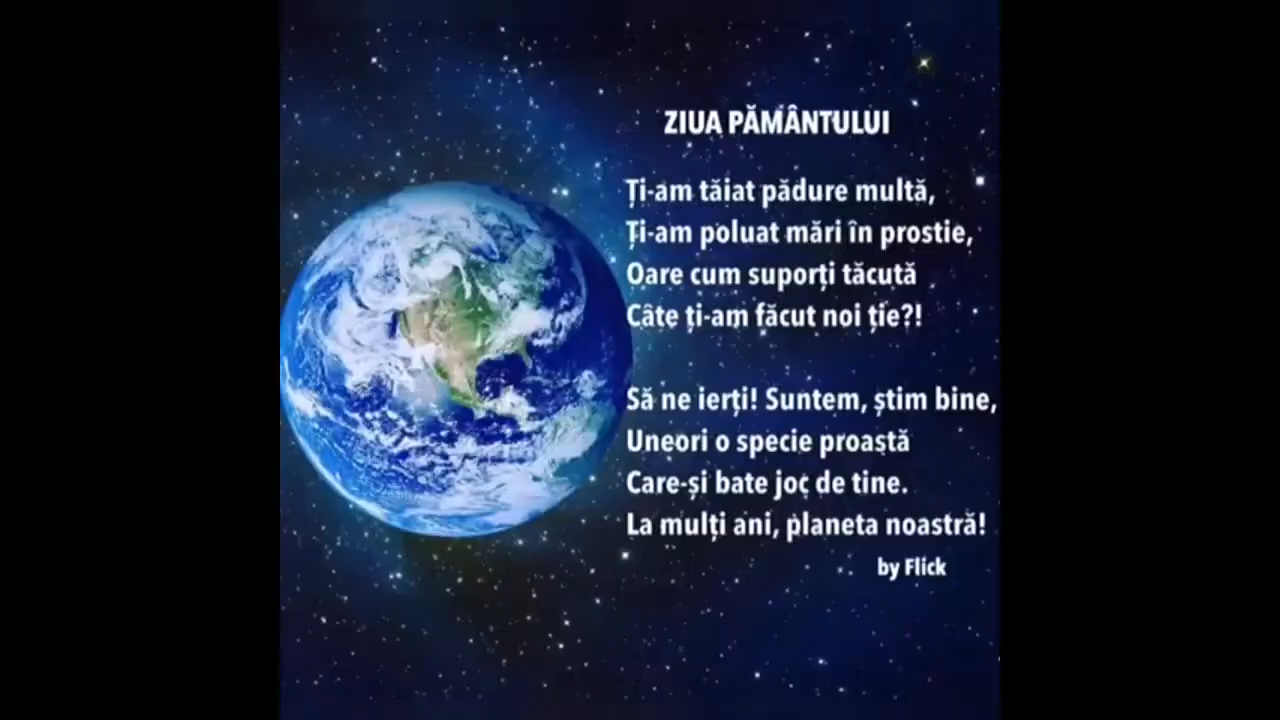 ZIUA PĂMÂNTULUI
Ți-am tăiat pădure multă,
Ți-am poluat mări în prostie,
Oare cum suporți tăcută
Câte ți-am făcut noi ție?!
Să ne ierți! Suntem, știm bine,
Uneori o specie proastă
Care-și bate joc de tine.
La mulți ani, planeta noastră!
by Flick